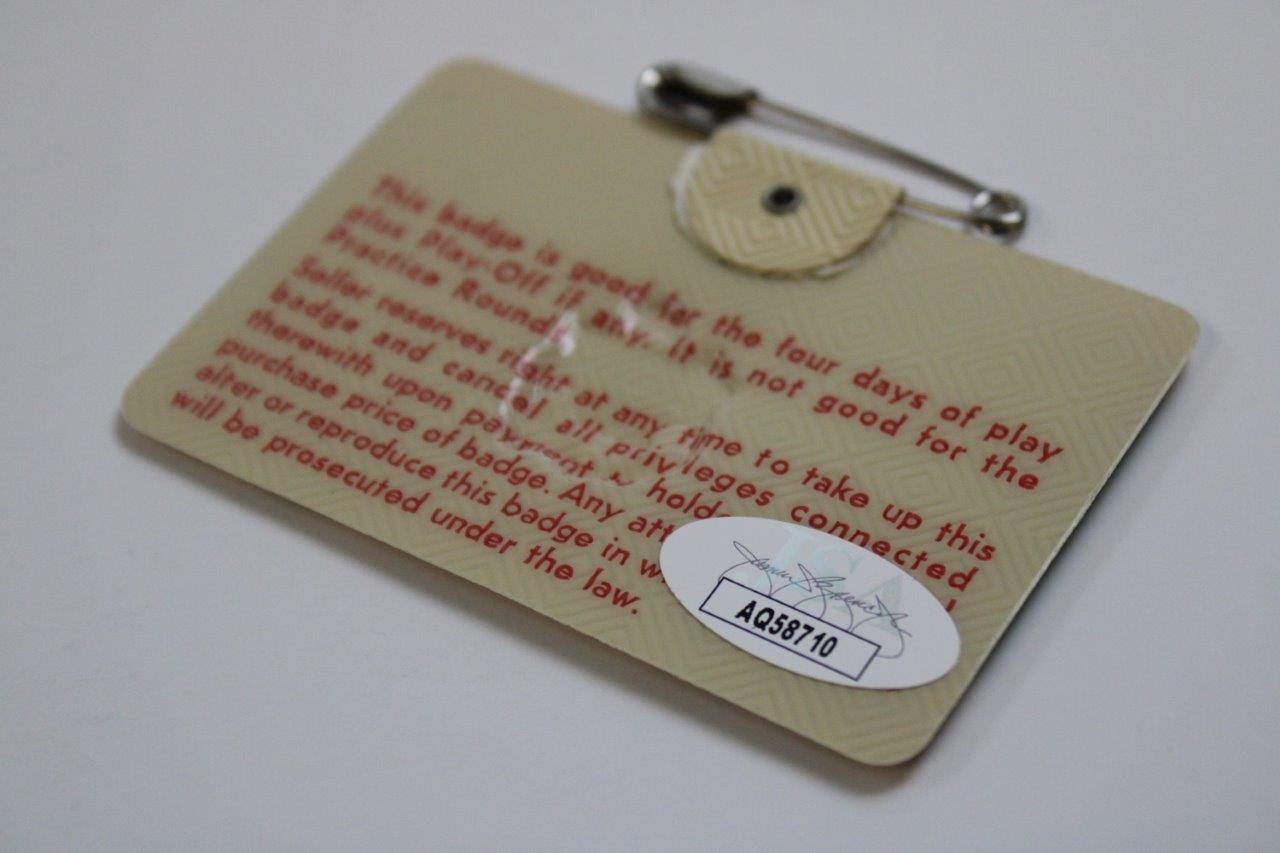 This badge is good for the four days of play
plus Play-Off if any. It is not good for the
Practice Rounds.
Seller reserves right at any time to take up this
badge and cancel all privileges connected
therewith upon payment holde
purchase price of badge. Any att
alter or reproduce this badge in w
will be prosecuted under the law.
JSA
AQ58710